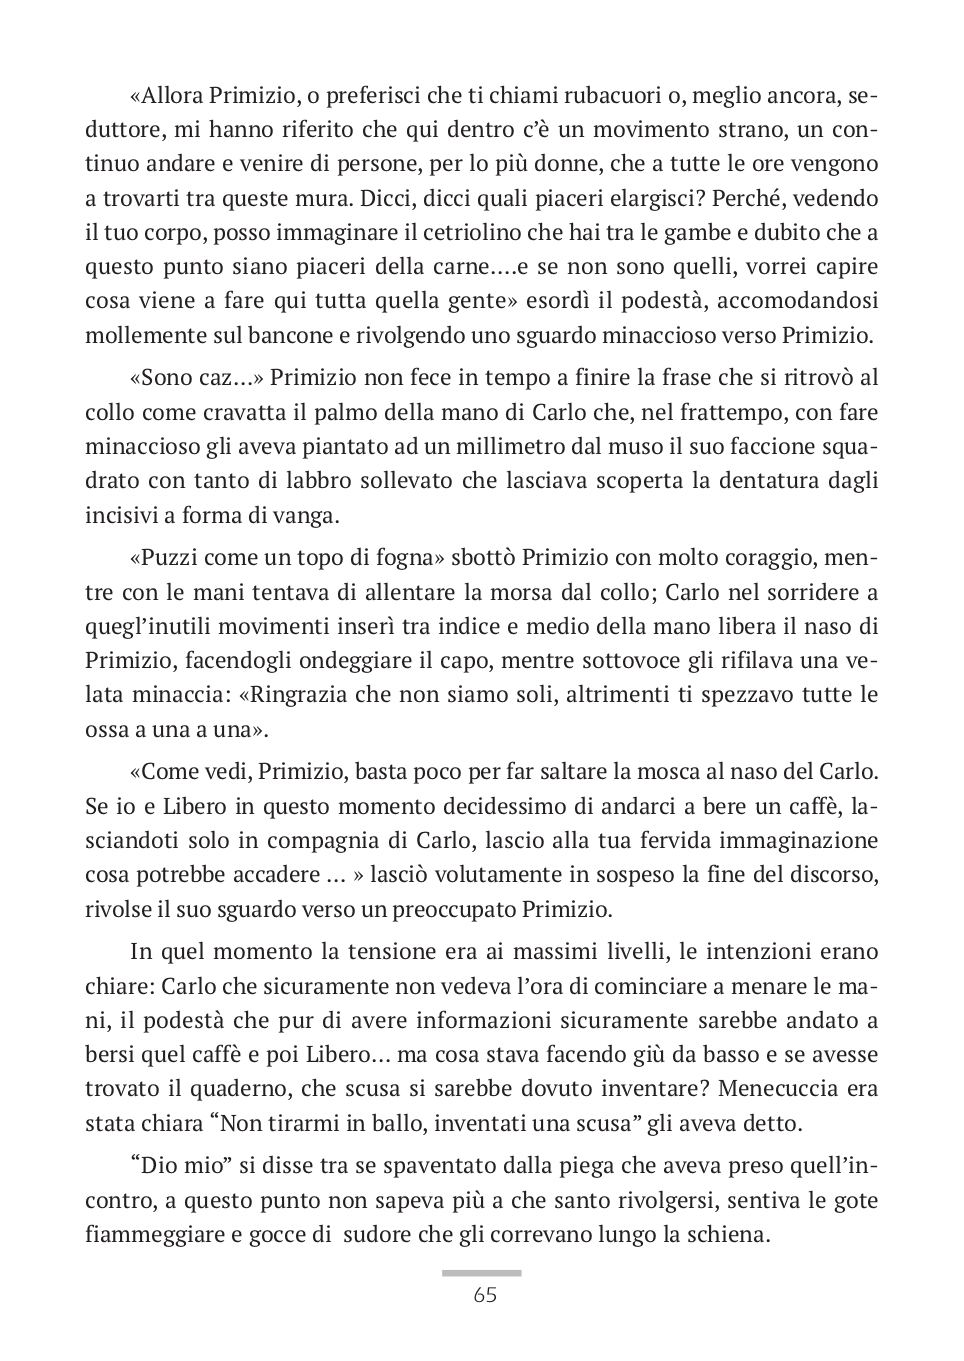 «Allora Primizio, o preferisci che ti chiami rubacuori o, meglio ancora, se-
duttore, mi hanno riferito che qui dentro c’è un movimento strano, un con-
tinuo andare e venire di persone, per lo più donne, che a tutte le ore vengono
a trovarti tra queste mura. Dicci, dicci quali piaceri elargisci? Perché, vedendo
il tuo corpo, posso immaginare il cetriolino che hai tra le gambe e dubito che a
questo punto siano piaceri della carne….e se non sono quelli, vorrei capire
cosa viene a fare qui tutta quella gente» esordì il podestà, accomodandosi
mollemente sul bancone e rivolgendo uno sguardo minaccioso verso Primizio.
«Sono caz…» Primizio non fece in tempo a finire la frase che si ritrovò al
collo come cravatta il palmo della mano di Carlo che, nel frattempo, con fare
minaccioso gli aveva piantato ad un millimetro dal muso il suo faccione squa-
drato con tanto di labbro sollevato che lasciava scoperta la dentatura dagli
incisivi a forma di vanga.
«Puzzi come un topo di fogna» sbottò Primizio con molto coraggio, men-
tre con le mani tentava di allentare la morsa dal collo; Carlo nel sorridere a
quegl’inutili movimenti inserì tra indice e medio della mano libera il naso di
Primizio, facendogli ondeggiare il capo, mentre sottovoce gli rifilava una ve-
lata minaccia: «Ringrazia che non siamo soli, altrimenti ti spezzavo tutte le
ossa a una a una».
«Come vedi, Primizio, basta poco per far saltare la mosca al naso del Carlo.
Se io e Libero in questo momento decidessimo di andarci a bere un caffè, la-
sciandoti solo in compagnia di Carlo, lascio alla tua fervida immaginazione
cosa potrebbe accadere … » lasciò volutamente in sospeso la fine del discorso,
rivolse il suo sguardo verso un preoccupato Primizio.
In quel momento la tensione era ai massimi livelli, le intenzioni erano
chiare: Carlo che sicuramente non vedeva l’ora di cominciare a menare le ma-
ni, il podestà che pur di avere informazioni sicuramente sarebbe andato a
bersi quel caffè e poi Libero… ma cosa stava facendo giù da basso e se avesse
trovato il quaderno, che scusa si sarebbe dovuto inventare? Menecuccia era
stata chiara “Non tirarmi in ballo, inventati una scusa” gli aveva detto.
“Dio mio” si disse tra se spaventato dalla piega che aveva preso quell’in-
contro, a questo punto non sapeva più a che santo rivolgersi, sentiva le gote
fiammeggiare e gocce di  sudore che gli correvano lungo la schiena.
65